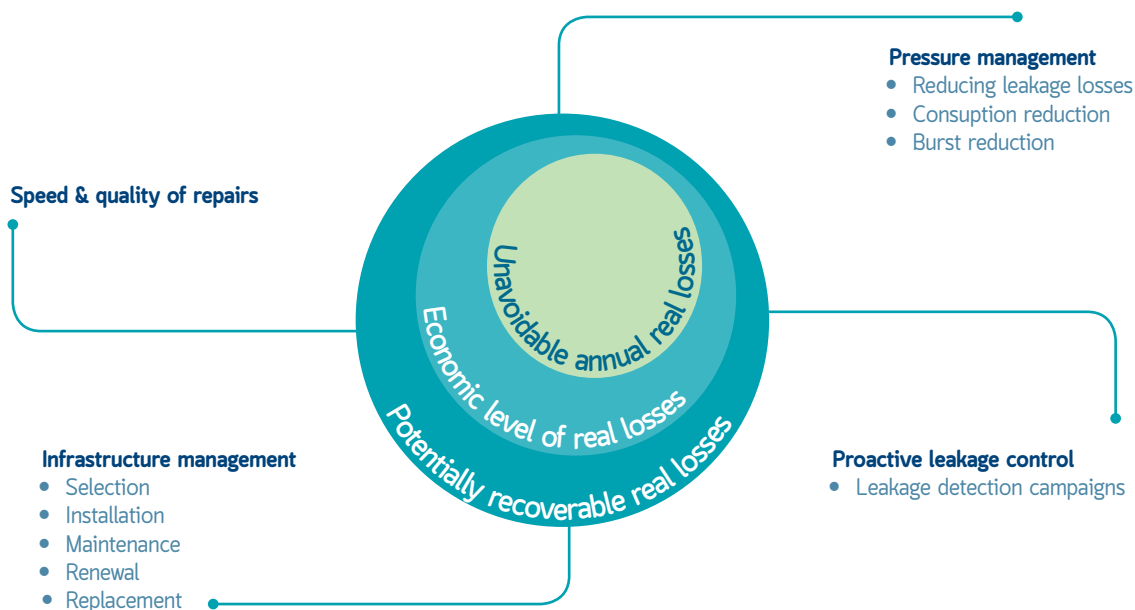 Pressure management
• Reducing leakage losses
• Consuption reduction
• Burst reduction
Speed & quality of repairs
Unavoidable annual real losses
Economic level of real losses
Potentially recoverable real losses
Infrastructure management
• Selection
• Installation
• Maintenance
• Renewal
• Replacement
Proactive leakage control
• Leakage detection campaigns